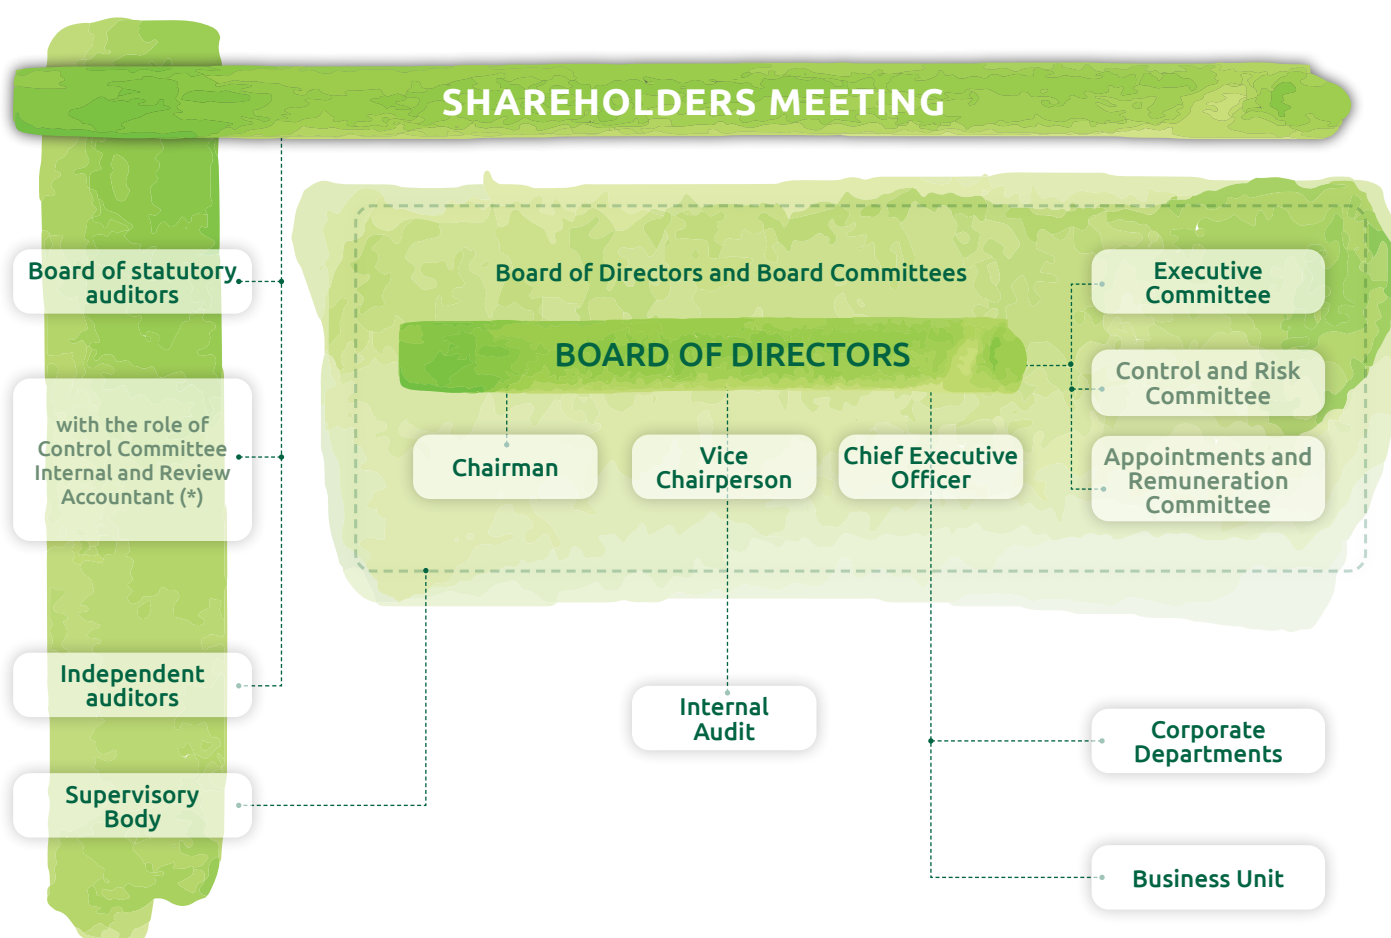 SHAREHOLDERS MEETING
Board of statutory
auditors
with the role of
Control Committee
Internal and Review
Accountant (*)
Independent
auditors
Supervisory
Body
Board of Directors and Board Committees
BOARD OF DIRECTORS
Chairman
Vice
Chairperson
Chief Executive
Officer
Executive
Committee
Control and Risk
Committee
Appointments and
Remuneration
Committee
Internal
Audit
Corporate
Departments
Business Unit